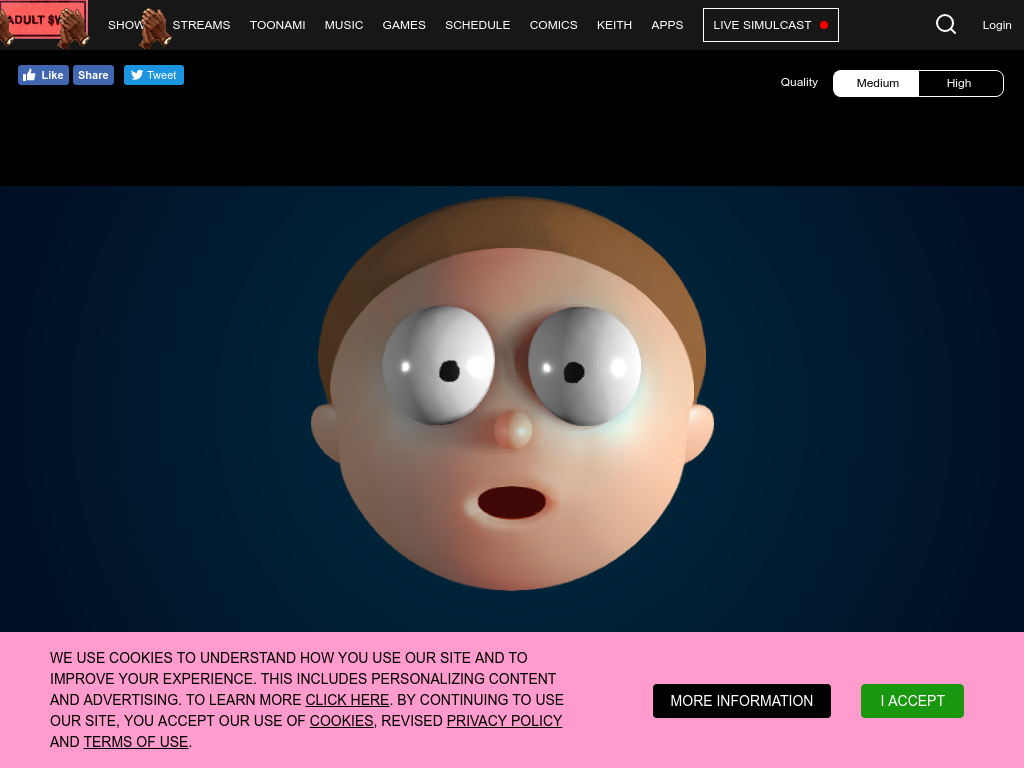 ADULT $W
SHOW STREAMS TOONAMI MUSIC GAMES SCHEDULE COMICS KEITH APPS LIVE SIMULCAST Login
Like Share Tweet
Quality Medium High
WE USE COOKIES TO UNDERSTAND HOW YOU USE OUR SITE AND TO
IMPROVE YOUR EXPERIENCE. THIS INCLUDES PERSONALIZING CONTENT
AND ADVERTISING. TO LEARN MORE CLICK HERE. BY CONTINUING TO USE
OUR SITE, YOU ACCEPT OUR USE OF COOKIES, REVISED PRIVACY POLICY
AND TERMS OF USE.
MORE INFORMATION I ACCEPT